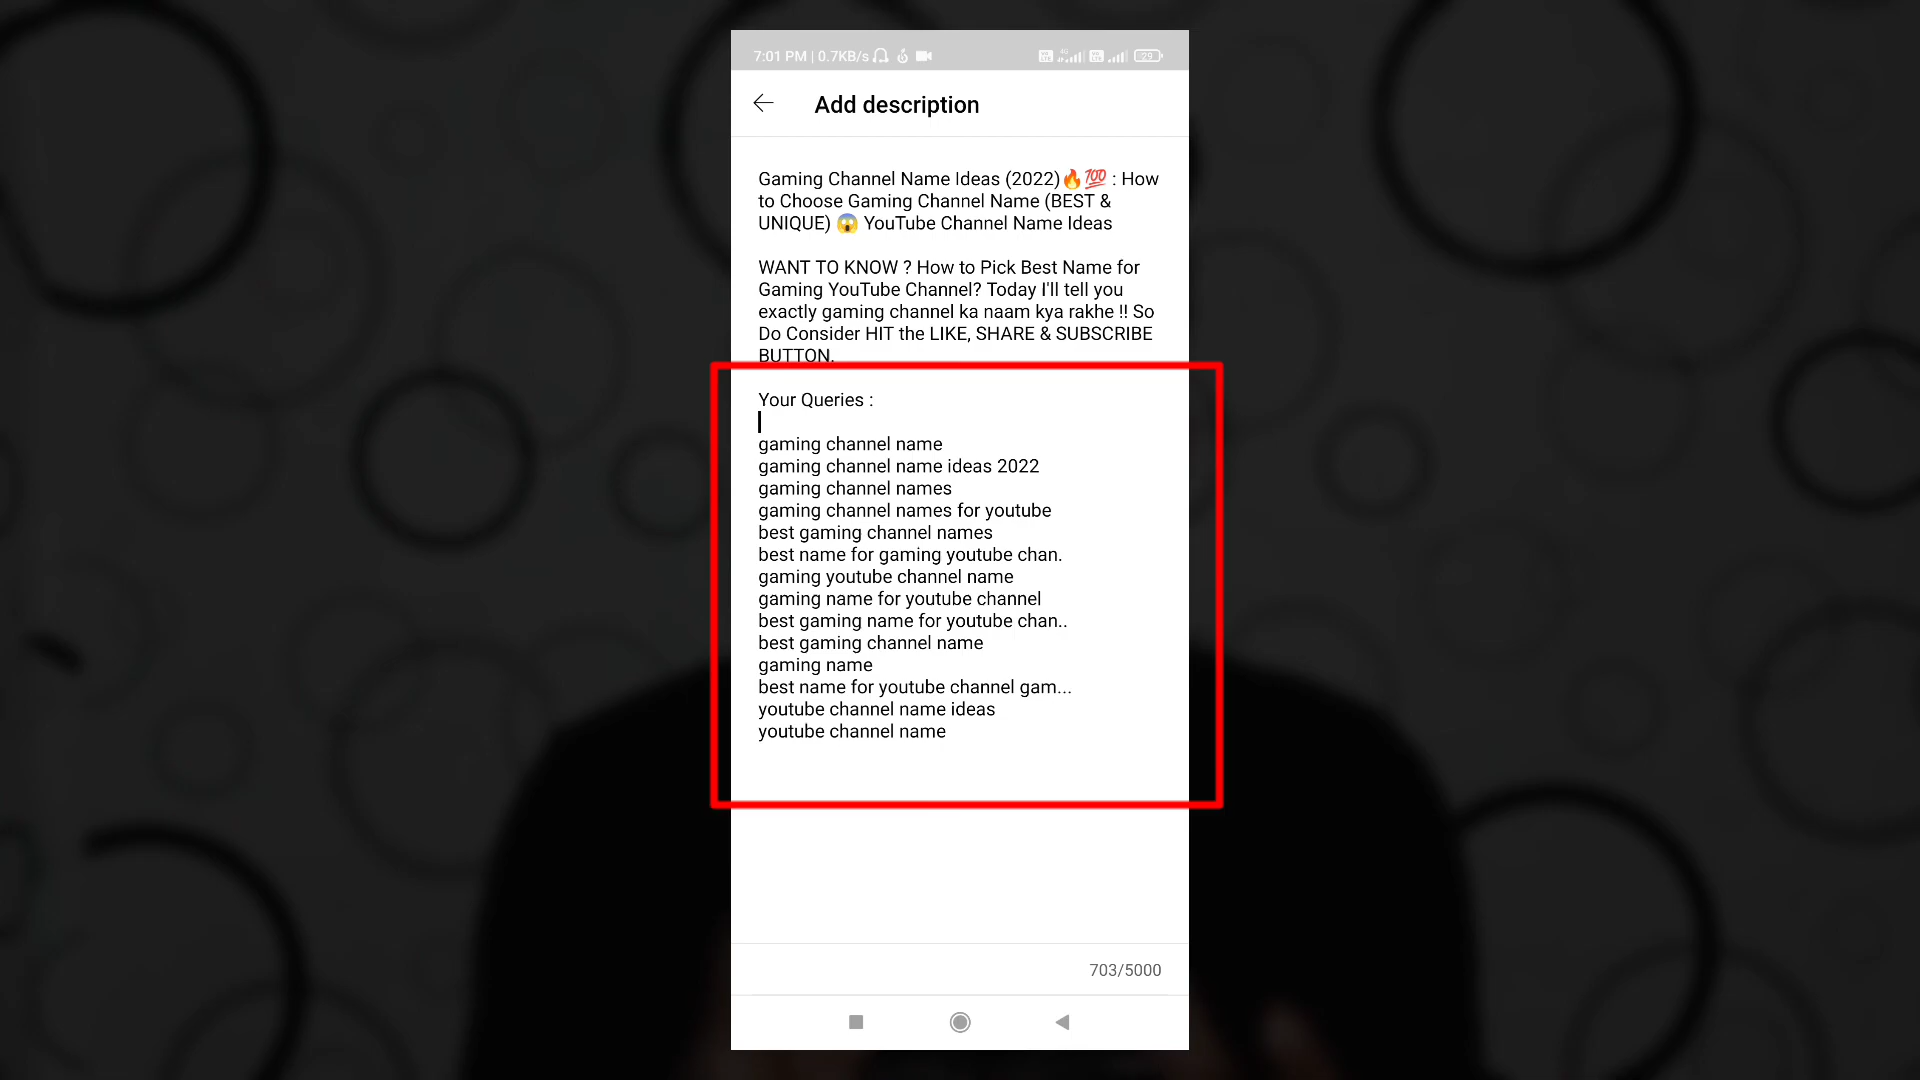 7:01 PM | 0.7KB/s
29
Add description
Gaming Channel Name Ideas (2022)🔥💯 : How
to Choose Gaming Channel Name (BEST &
UNIQUE) 😱 YouTube Channel Name Ideas
WANT TO KNOW ? How to Pick Best Name for
Gaming YouTube Channel? Today I'll tell you
exactly gaming channel ka naam kya rakhe !! So
Do Consider HIT the LIKE, SHARE & SUBSCRIBE
BUTTON.
Your Queries :
gaming channel name
gaming channel name ideas 2022
gaming channel names
gaming channel names for youtube
best gaming channel names
best name for gaming youtube chan.
gaming youtube channel name
gaming name for youtube channel
best gaming name for youtube chan..
best gaming channel name
gaming name
best name for youtube channel gam...
youtube channel name ideas
youtube channel name
703/5000